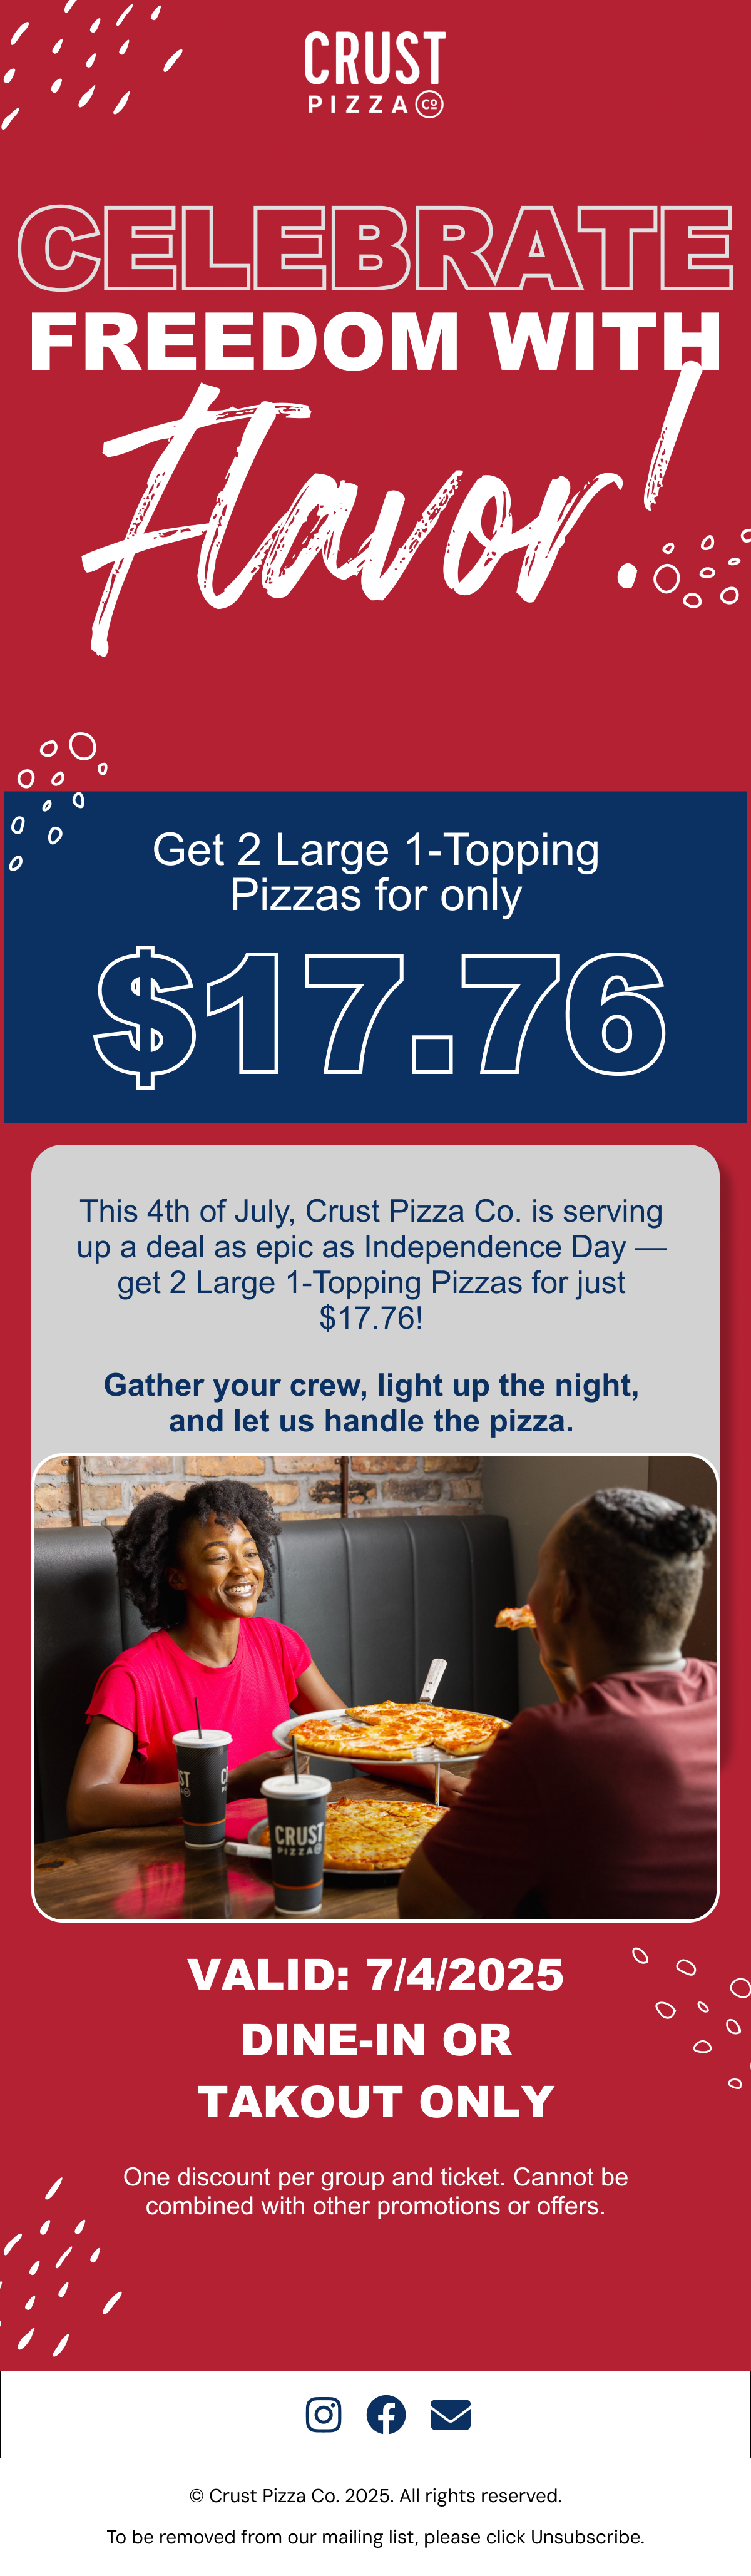 CRUST
PIZZA Co
CELEBRATE
FREEDOM WITH
Flavor!
Get 2 Large 1-Topping
Pizzas for only
$17.76
This 4th of July, Crust Pizza Co. is serving
up a deal as epic as Independence Day —
get 2 Large 1-Topping Pizzas for just
$17.76!
Gather your crew, light up the night,
and let us handle the pizza.
CRUST
PIZZA
VALID: 7/4/2025
DINE-IN OR
TAKOUT ONLY
One discount per group and ticket. Cannot be
combined with other promotions or offers.
© Crust Pizza Co. 2025. All rights reserved.
To be removed from our mailing list, please click Unsubscribe.